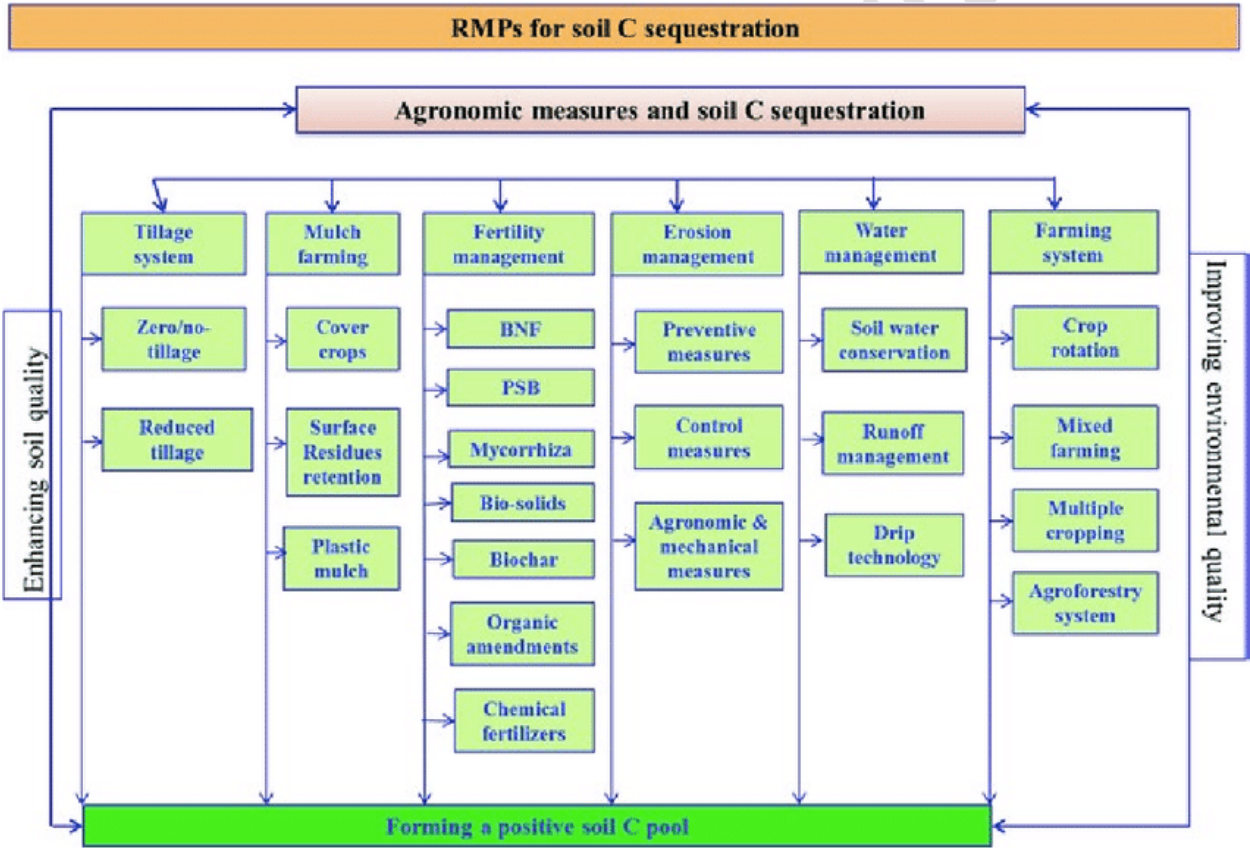 RMPs for soil C sequestration
Agronomic measures and soil C sequestration
Tillage
system
Zero/no-
tillage
Reduced
tillage
Mulch
farming
Cover
crops
Surface
Residues
retention
Plastic
mulch
Fertility
management
BNF
PSB
Mycorrhiza
Bio-solids
Biochar
Organic
amendments
Chemical
fertilizers
Erosion
management
Preventive
measures
Control
measures
Agronomic &
mechanical
measures
Water
management
Soil water
conservation
Runoff
management
Drip
technology
Farming
system
Crop
rotation
Mixed
farming
Multiple
cropping
Agroforestry
system
Enhancing soil quality
Improving environmental quality
Forming a positive soil C pool